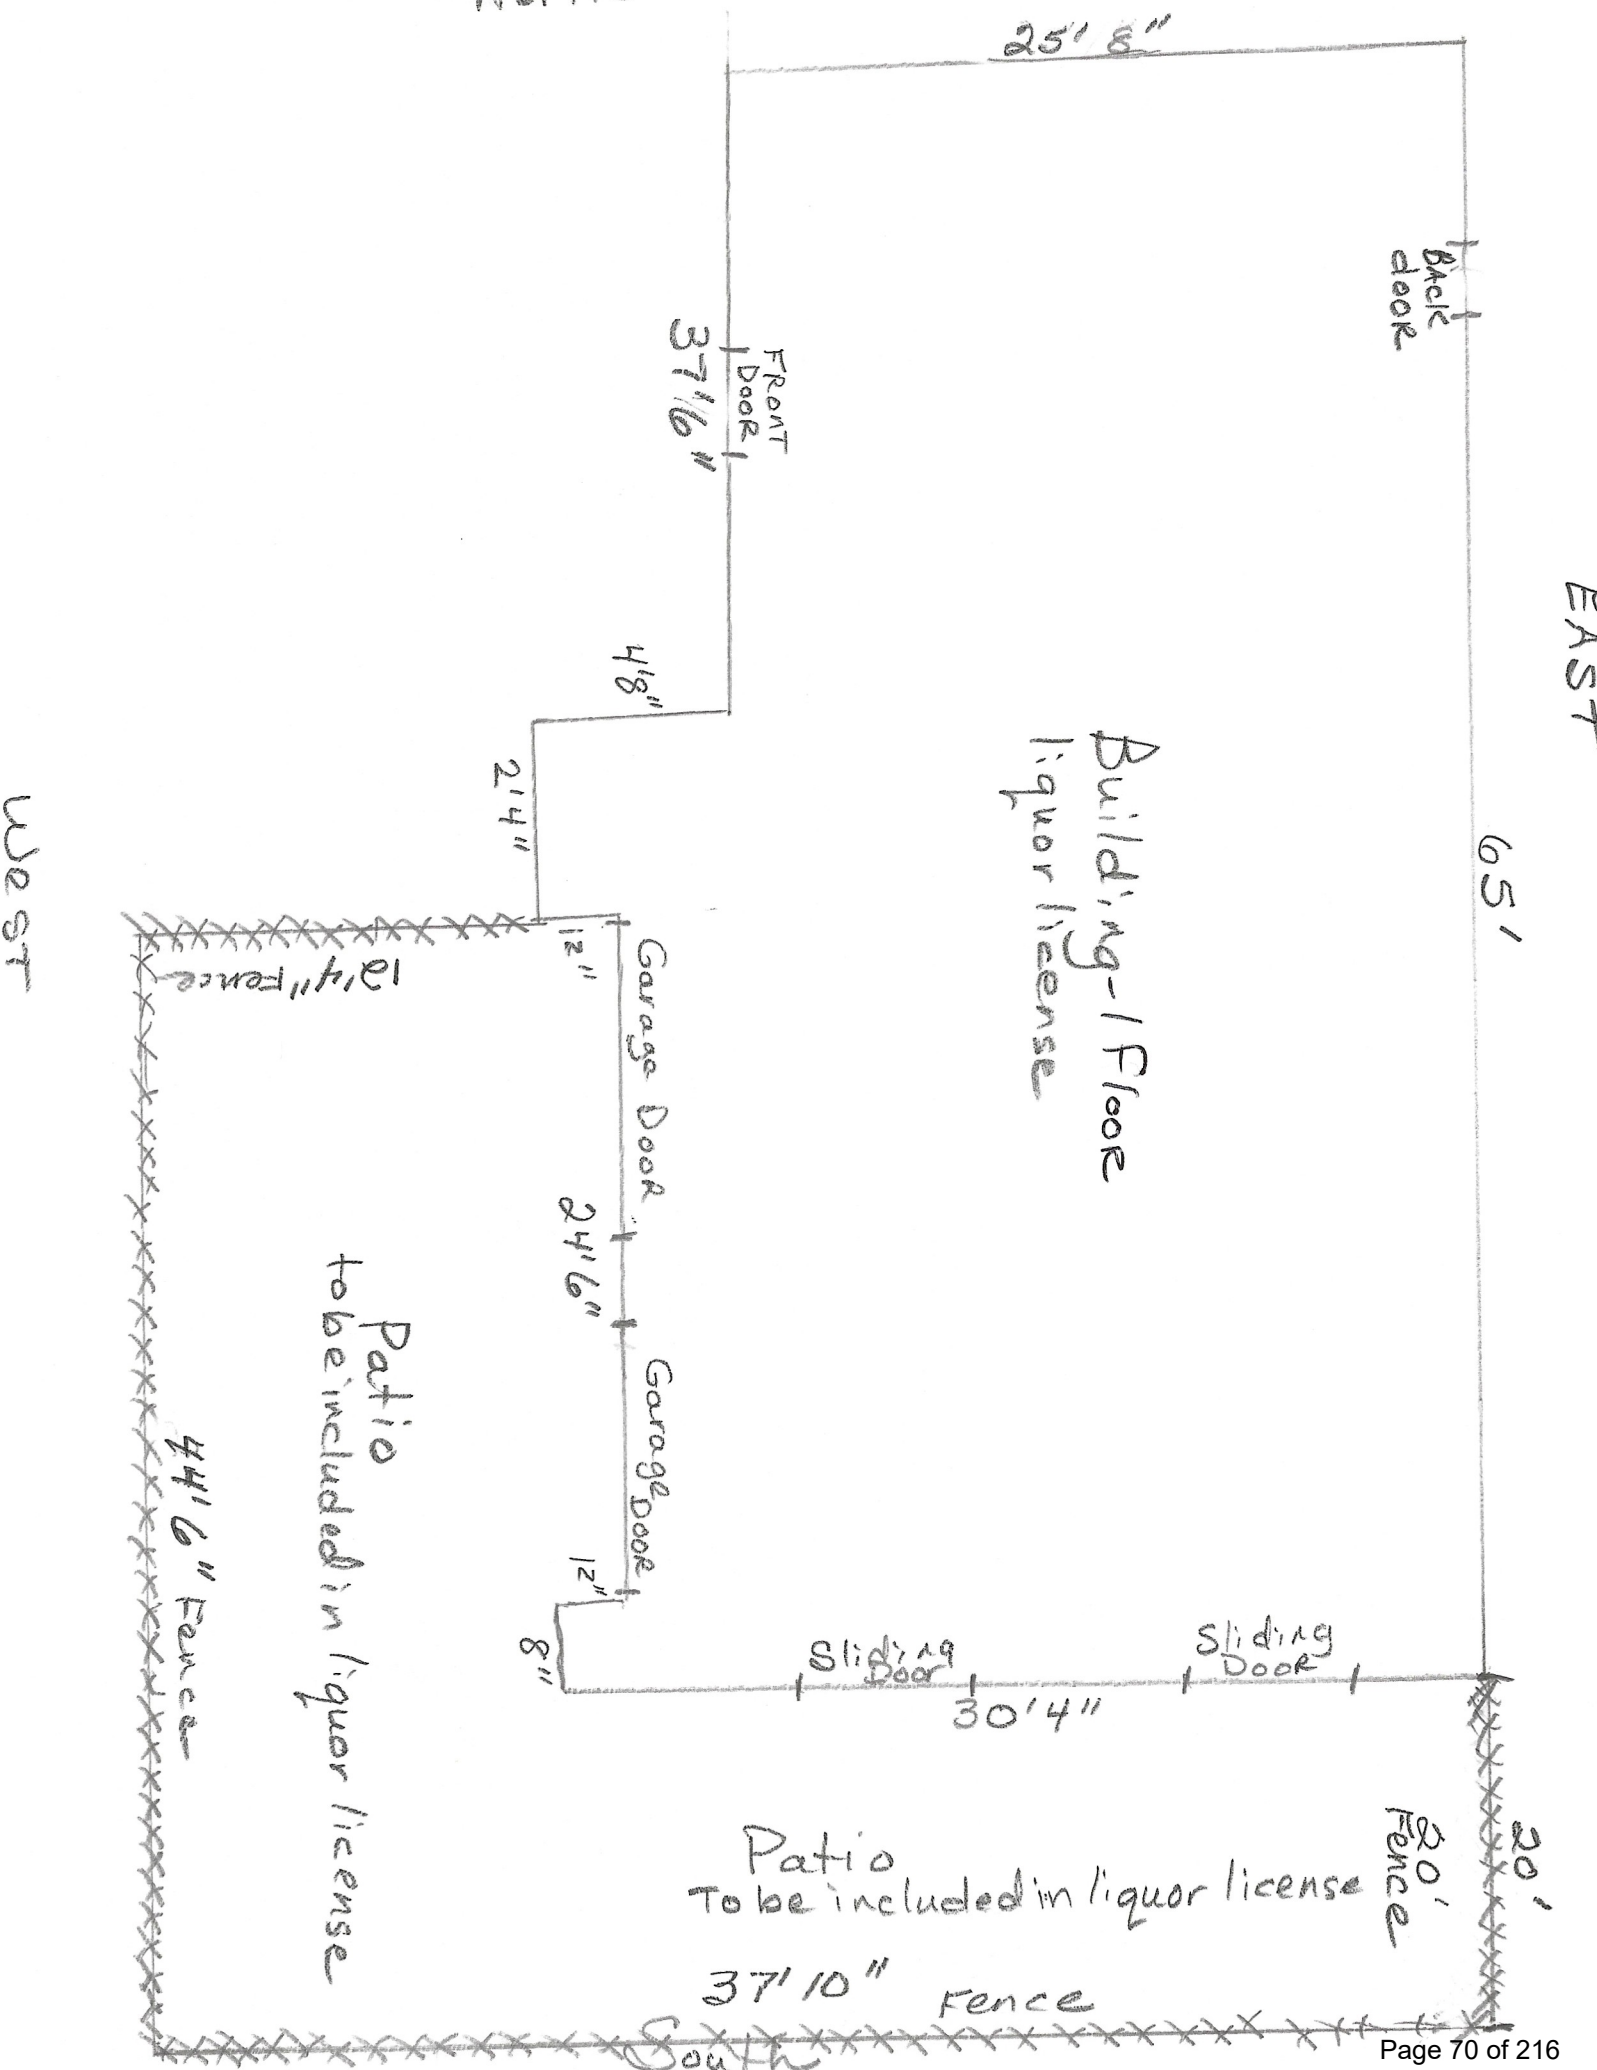 25' 8"
BACK
dooR
EAST
FRONT
DooR
37'6"
4'8"
2'4"
Building-1 FlooR
liquor license
65'
West
12'4" Fence
12"
Garage DooR
24'6"
Garage DooR
12"
8"
Sliding
Door
Sliding
DooR
30'4"
Patio
to be included in liquor license
44'6" Fence
Patio
To be included in liquor license
20'
Fence
20'
37'10" Fence
South
Page 70 of 216